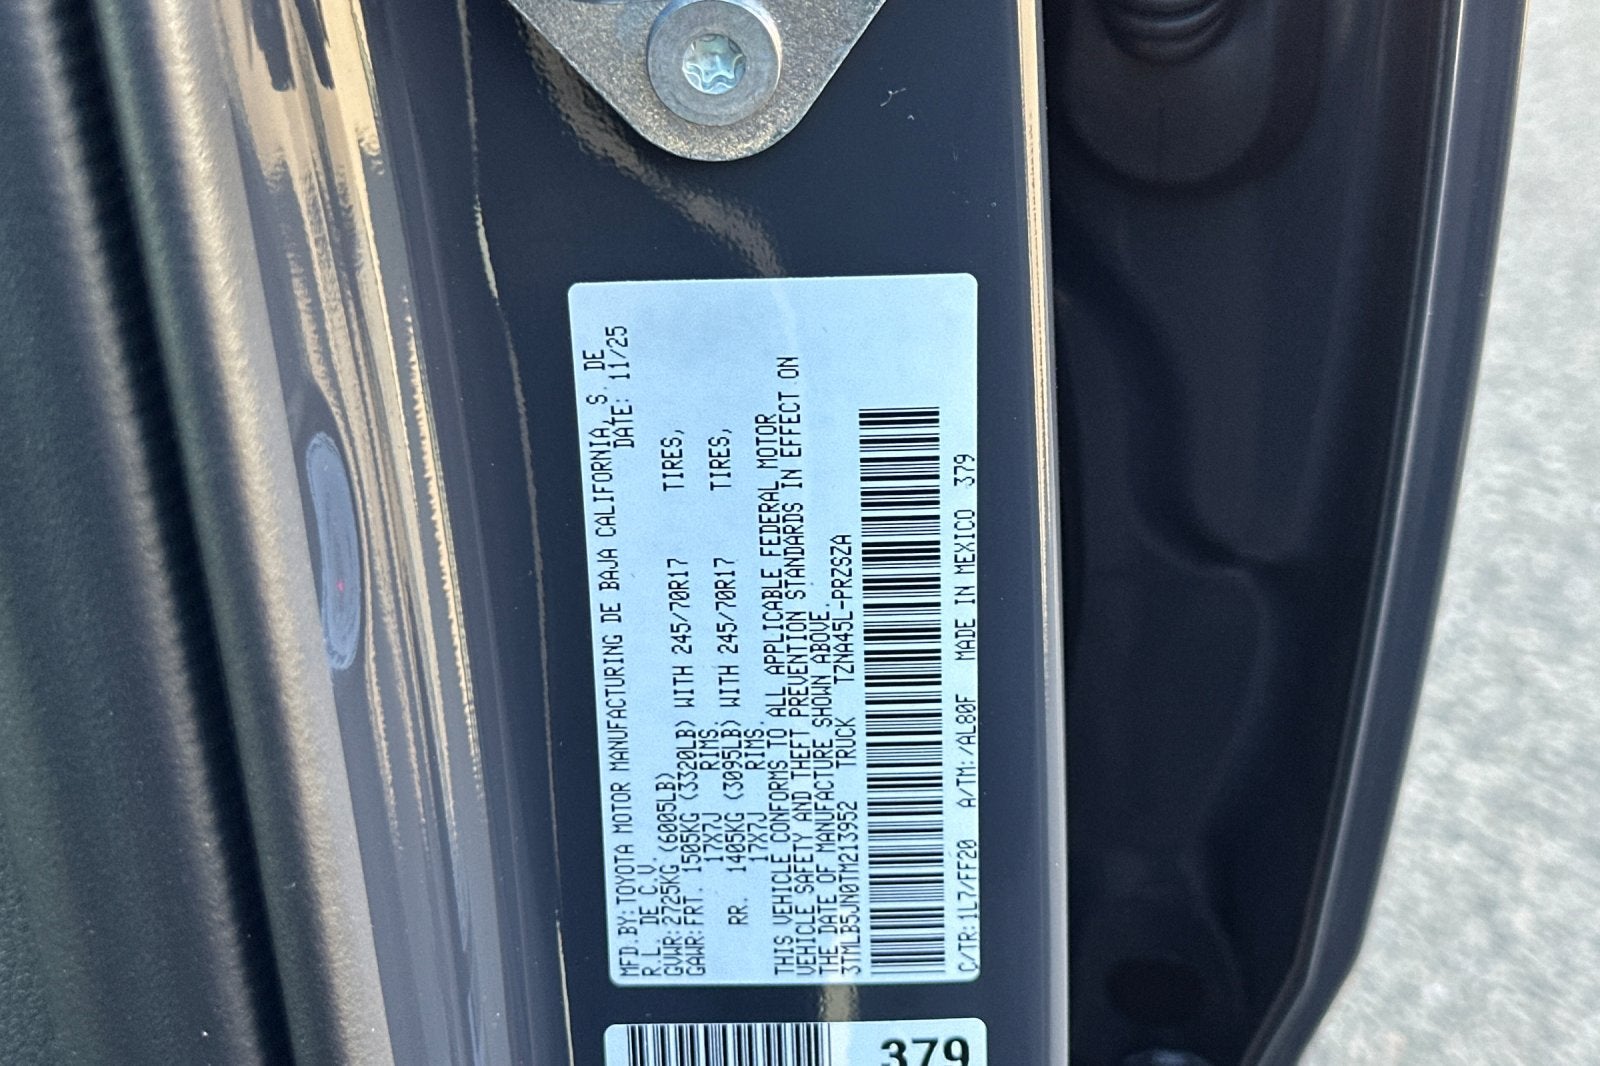 MFD.BY:TOYOTA MOTOR MANUFACTURING DE BAJA CALIFORNIA,S. DE
R.L. DE C.V. DATE: 11/25
GVWR:2725KG (6005LB)
GAWR:FRT. 1505KG (3320LB) WITH 245/70R17 TIRES,
17X7J RIMS.
RR. 1405KG (3095LB) WITH 245/70R17 TIRES,
17X7J RIMS.
THIS VEHICLE CONFORMS TO ALL APPLICABLE FEDERAL MOTOR
VEHICLE SAFETY AND THEFT PREVENTION STANDARDS IN EFFECT ON
THE DATE OF MANUFACTURE SHOWN ABOVE.
3TMLB5JN0TM213952 TRUCK TZNA45L-PRZSZA
C/TR:1L7/FF20 A/TM:/AL80F MADE IN MEXICO 379
379